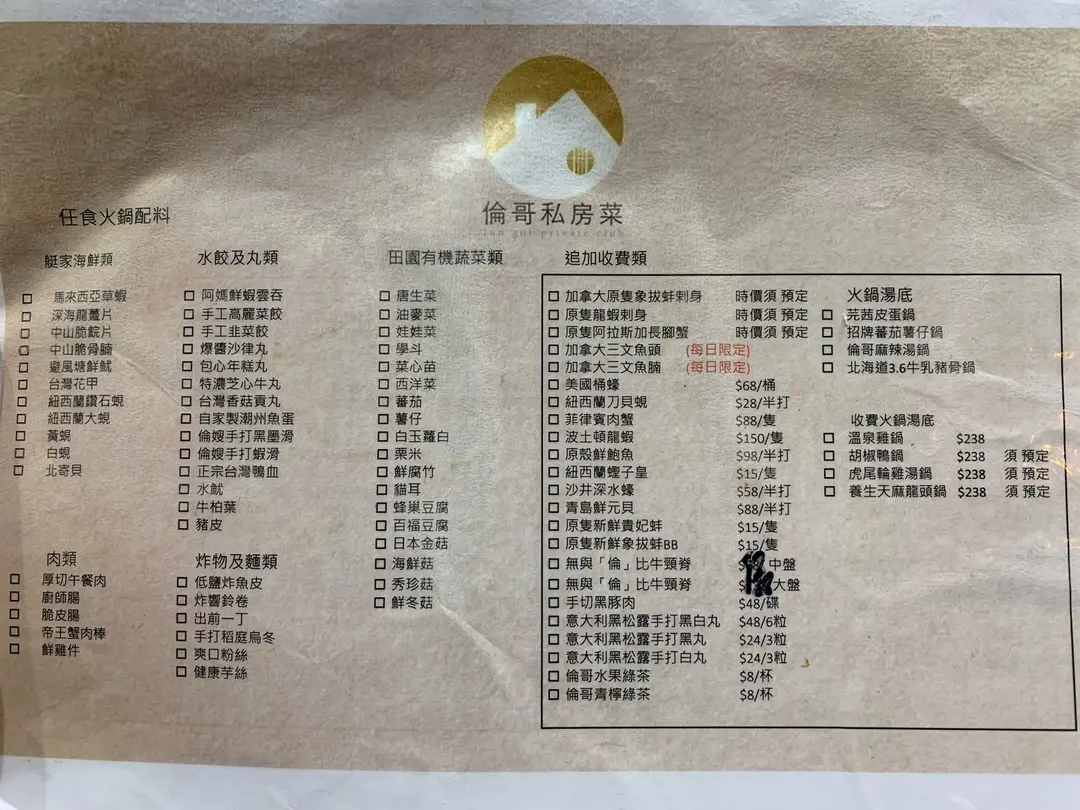 倫哥私房菜
lun gor private club
任食火鍋配料
艇家海鮮類
馬來西亞草蝦
深海龍躉片
中山脆鯇片
中山脆骨腩
避風塘鮮魷
台灣花甲
紐西蘭鑽石蜆
紐西蘭大蜆
黃蜆
白蜆
北寄貝
肉類
厚切午餐肉
廚師腸
脆皮腸
帝王蟹肉棒
鮮雞件
水餃及丸類
阿媽鮮蝦雲吞
手工高麗菜餃
手工韭菜餃
爆醬沙律丸
包心年糕丸
特濃芝心牛丸
台灣香菇貢丸
自家製潮州魚蛋
倫嫂手打黑墨滑
倫嫂手打蝦滑
正宗台灣鴨血
水魷
牛柏葉
豬皮
炸物及麵類
低鹽炸魚皮
炸響鈴卷
出前一丁
手打稻庭烏冬
爽口粉絲
健康芋絲
田園有機蔬菜類
唐生菜
油麥菜
娃娃菜
學斗
菜心苗
西洋菜
蕃茄
薯仔
白玉蘿白
栗米
鮮腐竹
貓耳
蜂巢豆腐
百福豆腐
日本金菇
海鮮菇
秀珍菇
鮮冬菇
追加收費類
加拿大原隻象拔蚌刺身 時價須 預定
原隻龍蝦刺身 時價須 預定
原隻阿拉斯加長腳蟹 時價須 預定
加拿大三文魚頭 (每日限定)
加拿大三文魚腩 (每日限定)
美國桶蠔 $68/桶
紐西蘭刀貝蜆 $28/半打
菲律賓肉蟹 $88/隻
波士頓龍蝦 $150/隻
原殼鮮鮑魚 $98/半打
紐西蘭蟶子皇 $15/隻
沙井深水蠔 $58/半打
青島鮮元貝 $88/半打
原隻新鮮貴妃蚌 $15/隻
原隻新鮮象拔蚌BB $15/隻
無與「倫」比牛頸脊 中盤
無與「倫」比牛頸脊 大盤
手切黑豚肉 $48/碟
意大利黑松露手打黑白丸 $48/6粒
意大利黑松露手打黑丸 $24/3粒
意大利黑松露手打白丸 $24/3粒
倫哥水果綠茶 $8/杯
倫哥青檸綠茶 $8/杯
火鍋湯底
芫茜皮蛋鍋
招牌蕃茄薯仔鍋
倫哥麻辣湯鍋
北海道3.6牛乳豬骨鍋
收費火鍋湯底
溫泉雞鍋 $238
胡椒鴨鍋 $238 須 預定
虎尾輪雞湯鍋 $238 須 預定
養生天麻龍頭鍋 $238 須 預定